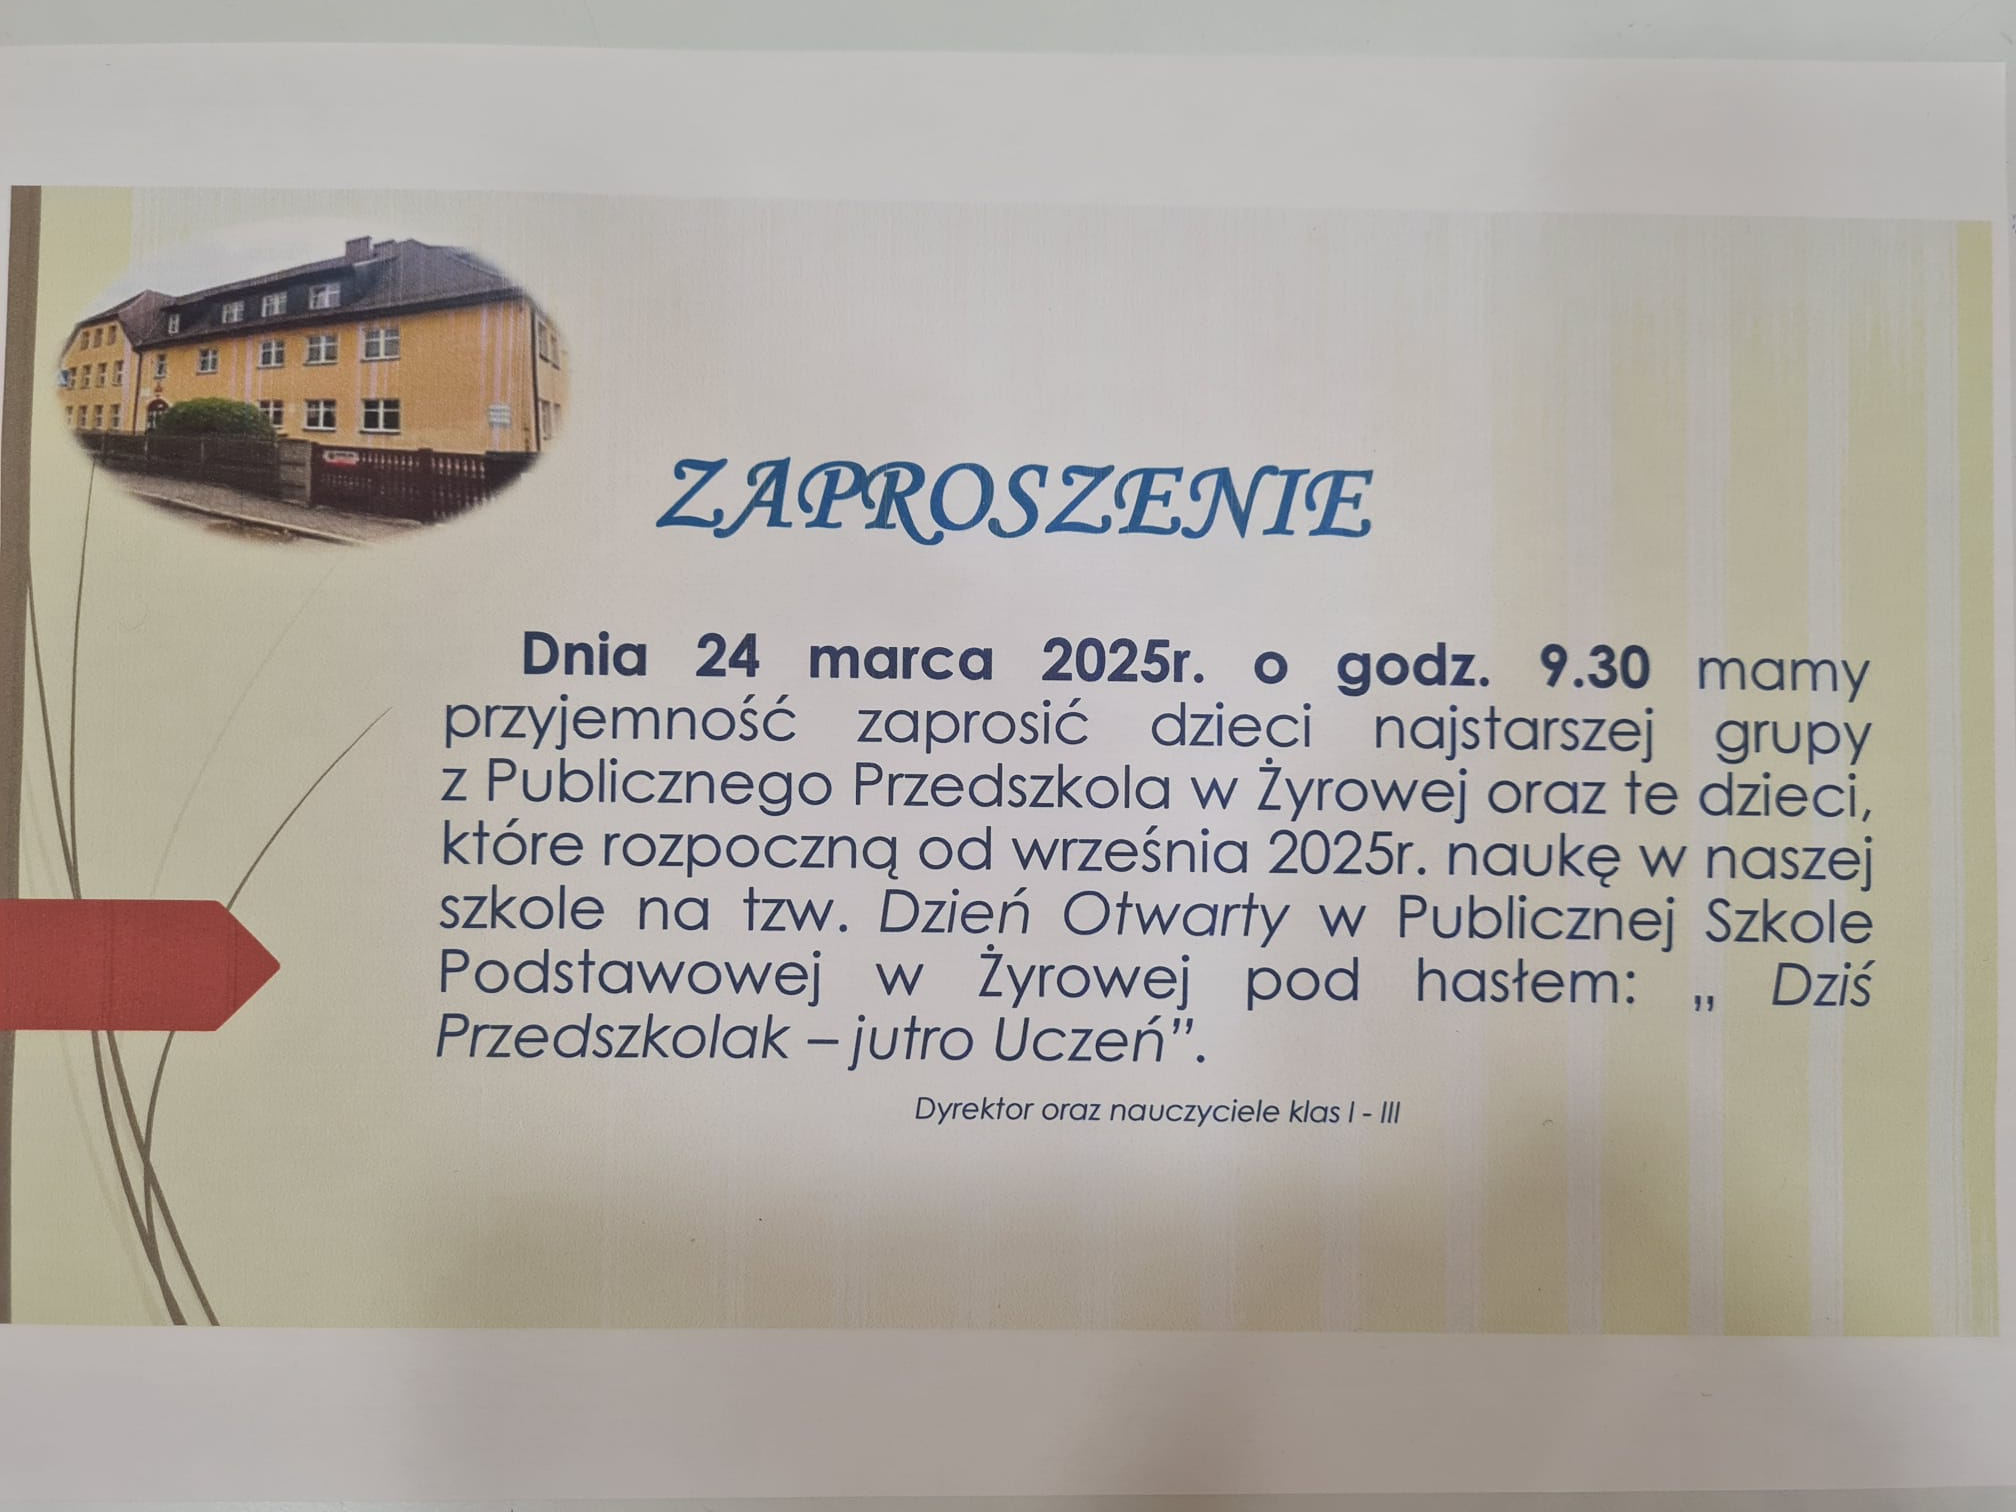 ZAPROSZENIE
Dnia 24 marca 2025r. o godz. 9.30 mamy
przyjemność zaprosić dzieci najstarszej grupy
z Publicznego Przedszkola w Żyrowej oraz te dzieci,
które rozpoczną od września 2025r. naukę w naszej
szkole na tzw. Dzień Otwarty w Publicznej Szkole
Podstawowej w Żyrowej pod hasłem: „ Dziś
Przedszkolak – jutro Uczeń”.
Dyrektor oraz nauczyciele klas I - III